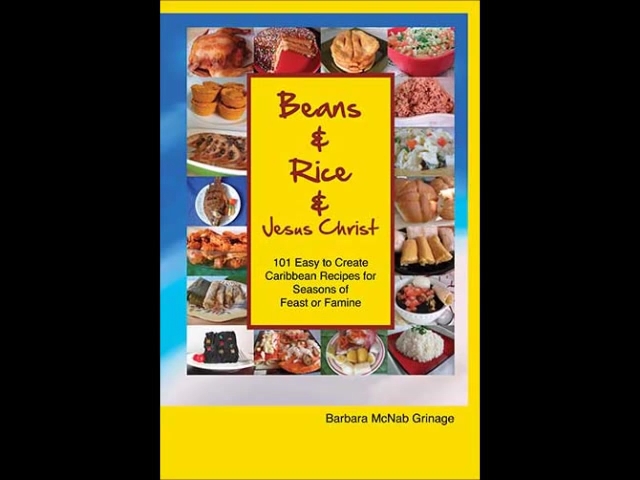 Beans
&
Rice
&
Jesus Christ
101 Easy to Create
Caribbean Recipes for
Seasons of
Feast or Famine
Barbara McNab Grinage